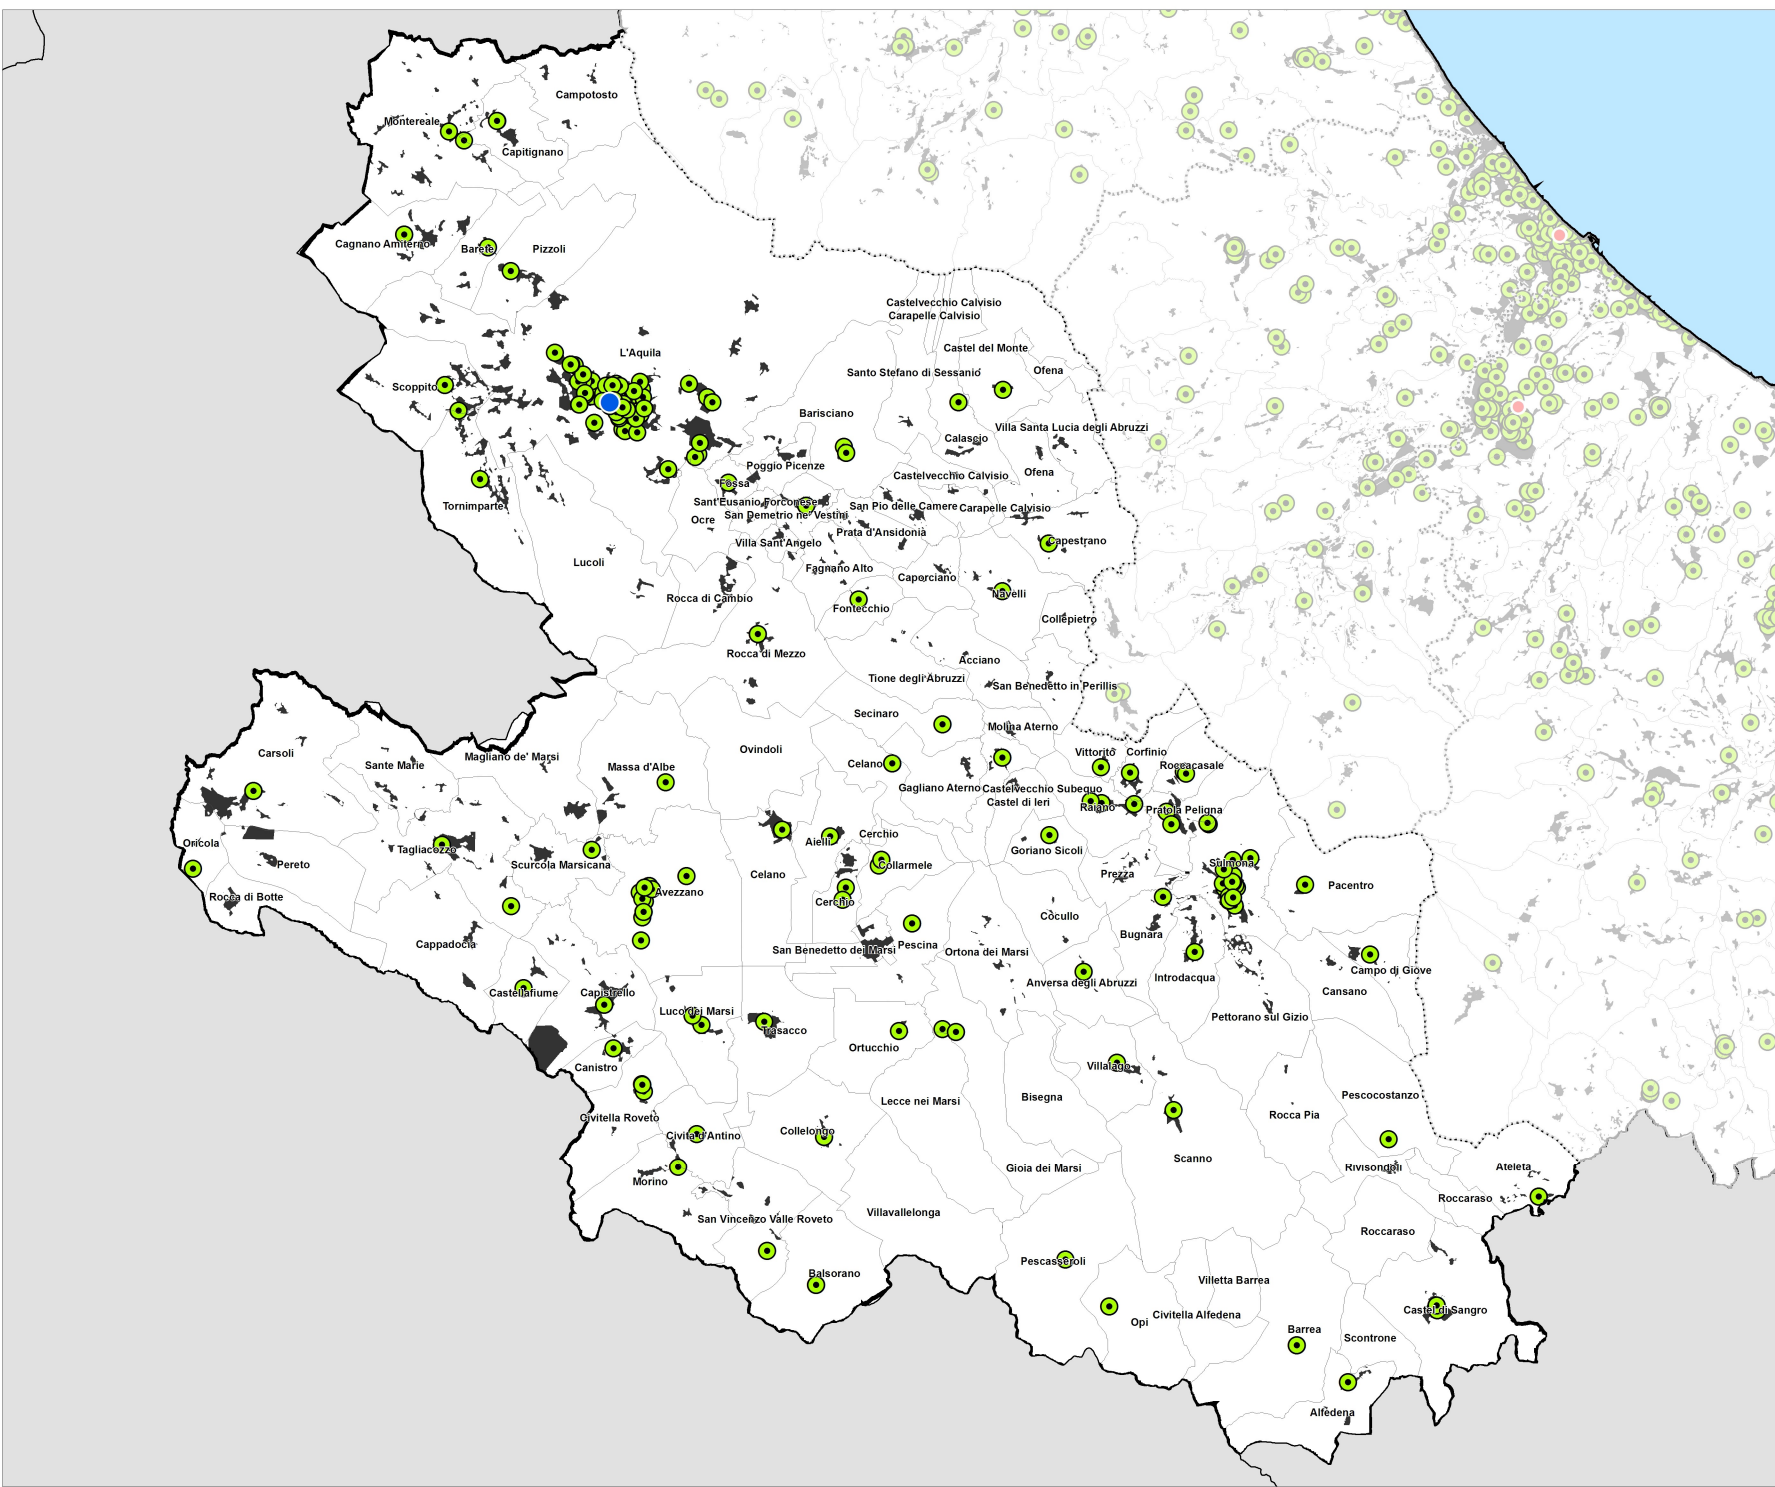 Campotosto
Montereale
Capitignano
Cagnano Amiterno
Barete
Pizzoli
Castelvecchio Calvisio
Carapelle Calvisio
L'Aquila
Castel del Monte
Santo Stefano di Sessanio
Ofena
Scoppito
Barisciano
Villa Santa Lucia degli Abruzzi
Calascio
Poggio Picenze
Castelvecchio Calvisio
Ofena
Fossa
Sant'Eusanio Forconese
Tornimparte
San Pio delle Camere
Carapelle Calvisio
San Demetrio ne' Vestini
Ocre
Prata d'Ansidonia
Villa Sant'Angelo
Capestrano
Lucoli
Fagnano Alto
Caporciano
Rocca di Cambio
Navelli
Fontecchio
Collepietro
Rocca di Mezzo
Acciano
Tione degli Abruzzi
San Benedetto in Perillis
Secinaro
Molina Aterno
Carsoli
Ovindoli
Vittorito
Corfinio
Magliano de' Marsi
Sante Marie
Massa d'Albe
Celano
Roccacasale
Gagliano Aterno
Castelvecchio Subequo
Castel di Ieri
Raiano
Pratola Peligna
Oricola
Aielli
Cerchio
Tagliacozzo
Goriano Sicoli
Pereto
Scurcola Marsicana
Collarmele
Sulmona
Celano
Prezza
Pacentro
Rocca di Botte
Avezzano
Cerchio
Cocullo
Bugnara
Cappadocia
San Benedetto dei Marsi
Pescina
Ortona dei Marsi
Campo di Giove
Anversa degli Abruzzi
Introdacqua
Castellafiume
Capistrello
Cansano
Luco dei Marsi
Pettorano sul Gizio
Trasacco
Ortucchio
Canistro
Villalago
Lecce nei Marsi
Bisegna
Pescocostanzo
Civitella Roveto
Rocca Pia
Civita d'Antino
Collelongo
Scanno
Gioia dei Marsi
Rivisondoli
Ateleta
Morino
Roccaraso
San Vincenzo Valle Roveto
Villavallelonga
Roccaraso
Pescasseroli
Balsorano
Villetta Barrea
Opi
Civitella Alfedena
Castel di Sangro
Barrea
Scontrone
Alfedena